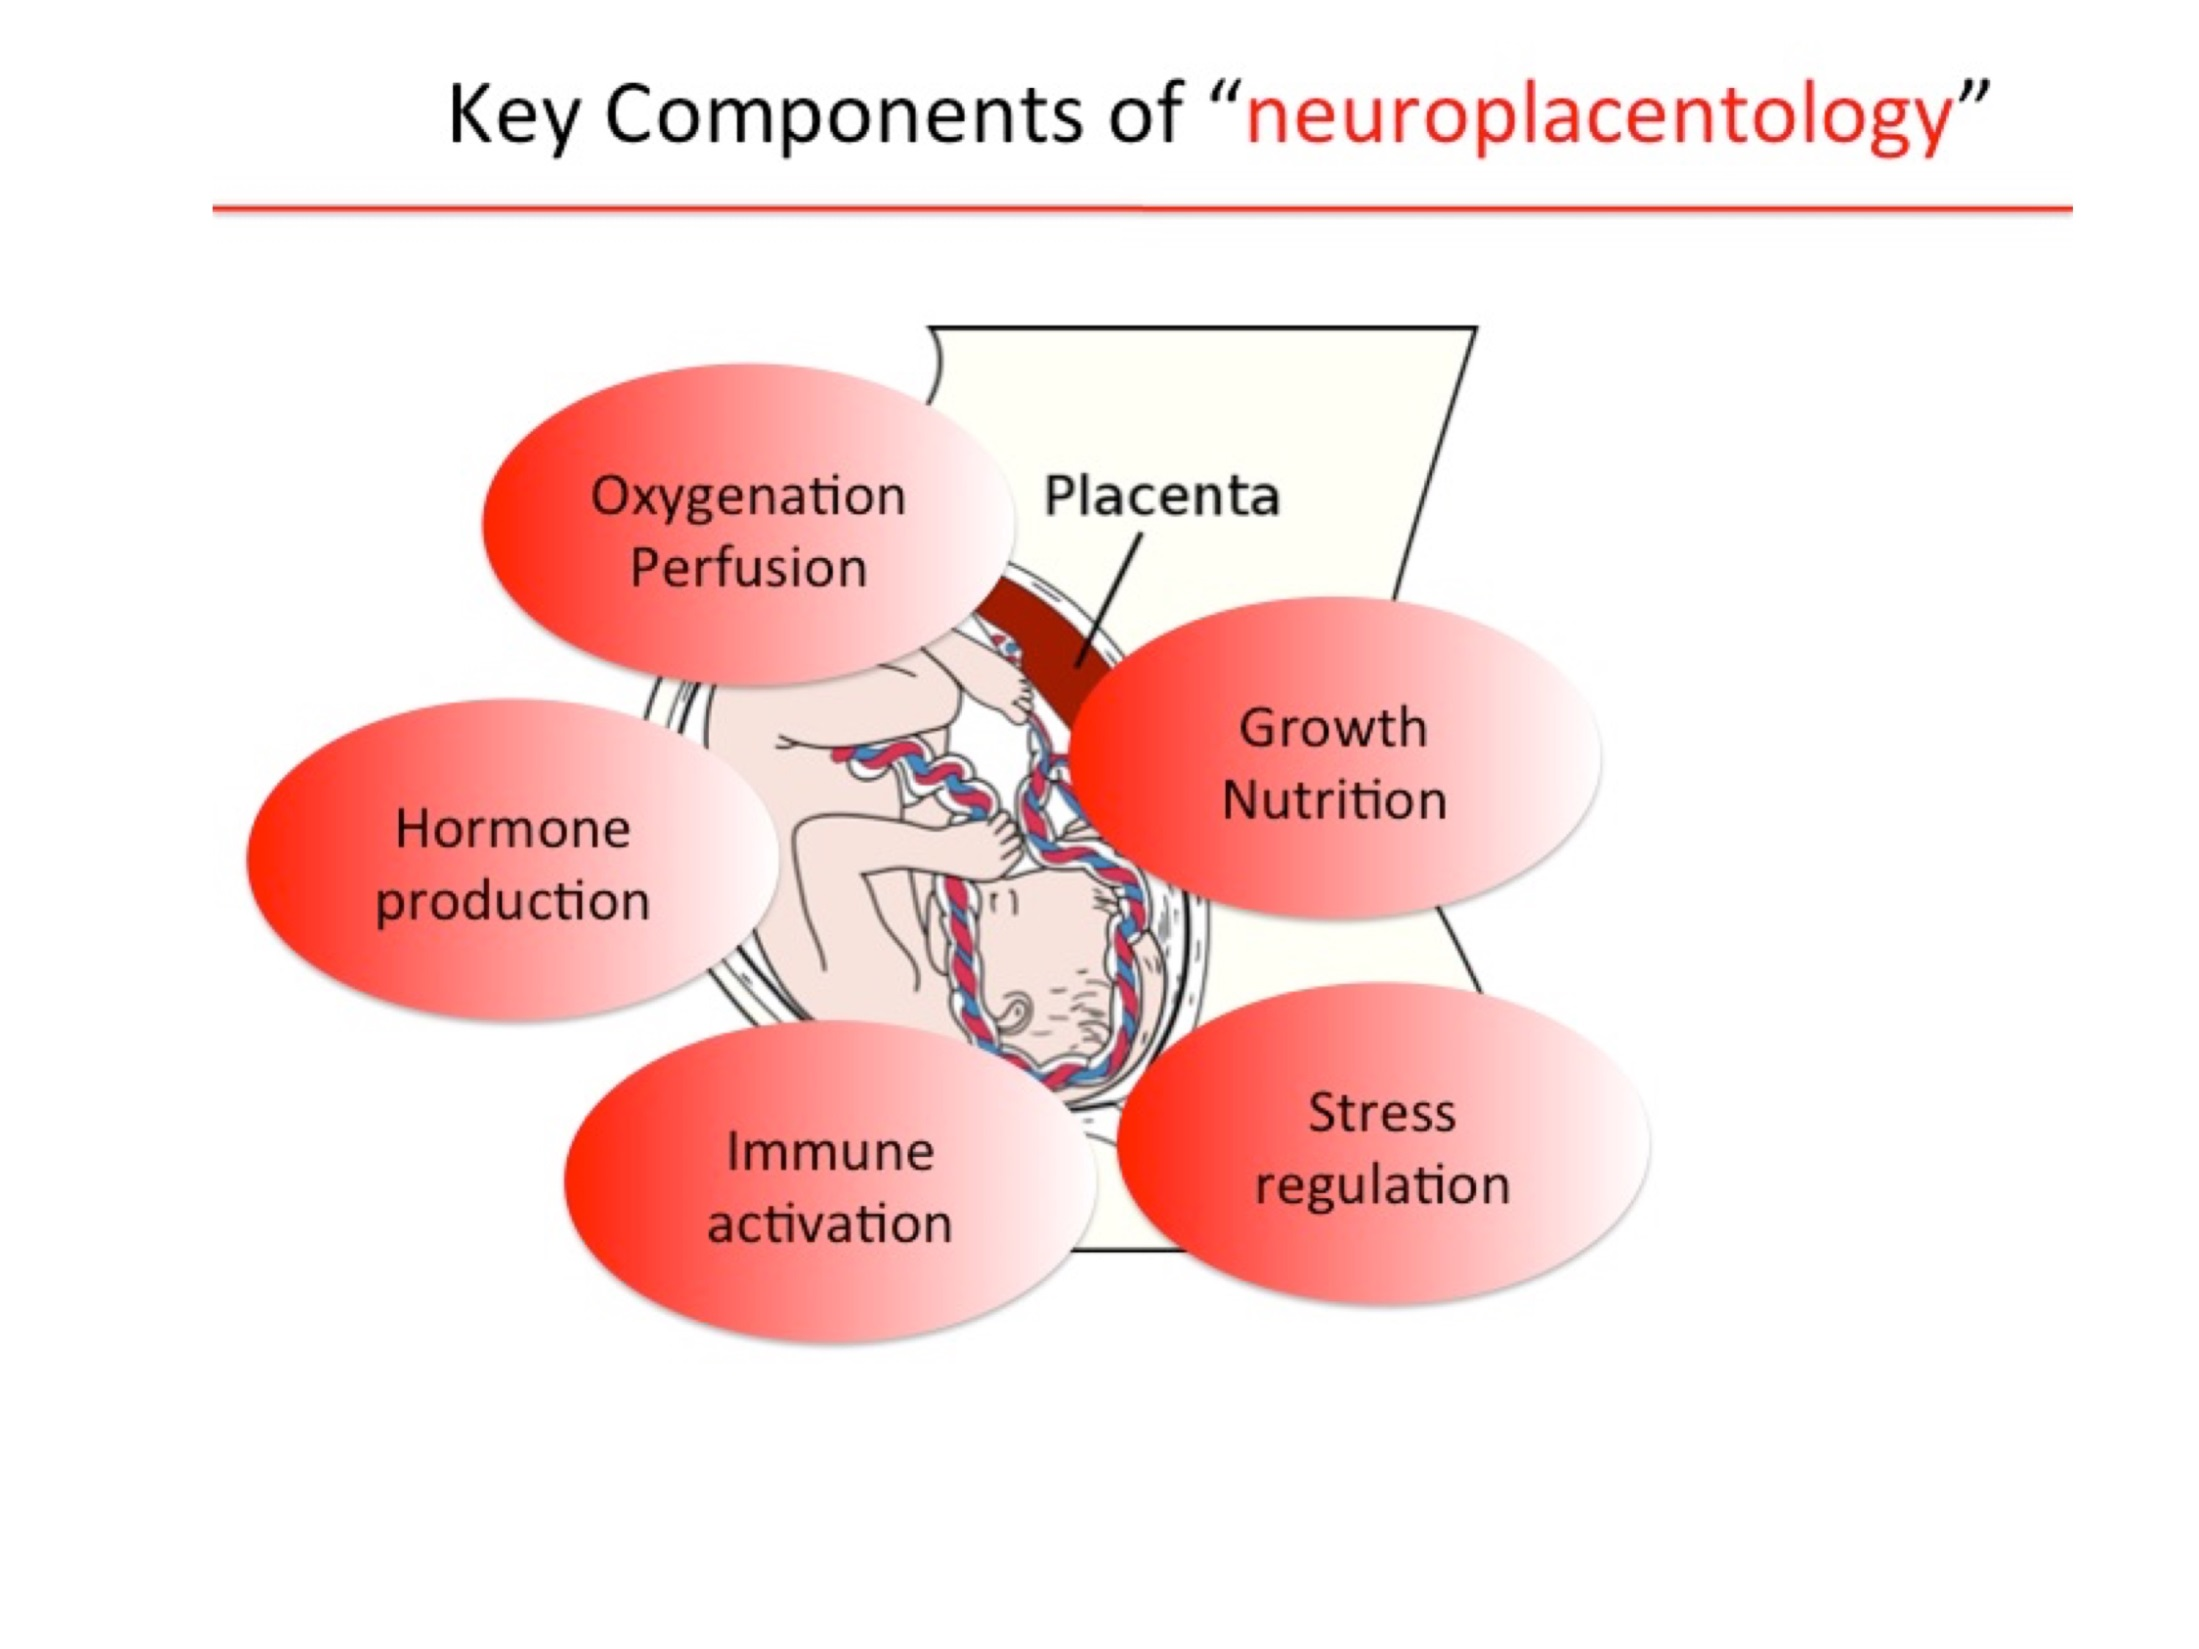 Key Components of “neuroplacentology”
Oxygenation
Perfusion
Placenta
Growth
Nutrition
Hormone
production
Immune
activation
Stress
regulation